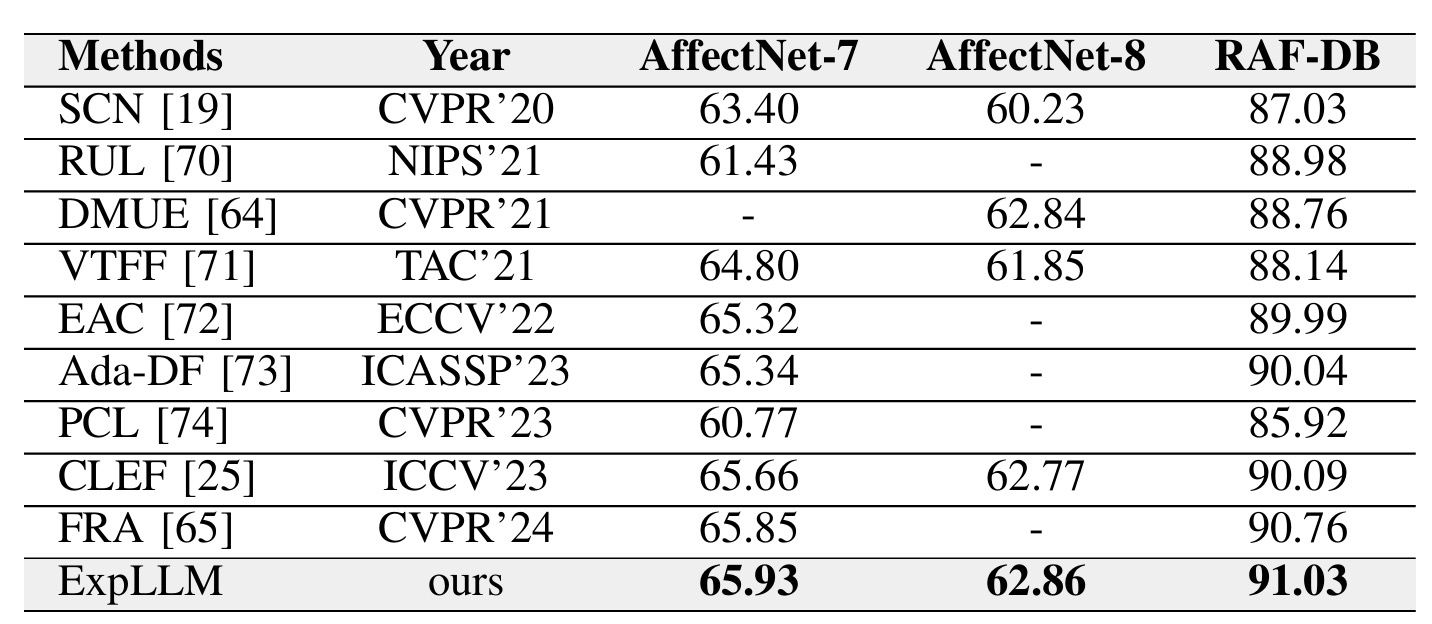 Methods Year AffectNet-7 AffectNet-8 RAF-DB
SCN [19] CVPR’20 63.40 60.23 87.03
RUL [70] NIPS’21 61.43 - 88.98
DMUE [64] CVPR’21 - 62.84 88.76
VTFF [71] TAC’21 64.80 61.85 88.14
EAC [72] ECCV’22 65.32 - 89.99
Ada-DF [73] ICASSP’23 65.34 - 90.04
PCL [74] CVPR’23 60.77 - 85.92
CLEF [25] ICCV’23 65.66 62.77 90.09
FRA [65] CVPR’24 65.85 - 90.76
ExpLLM ours 65.93 62.86 91.03